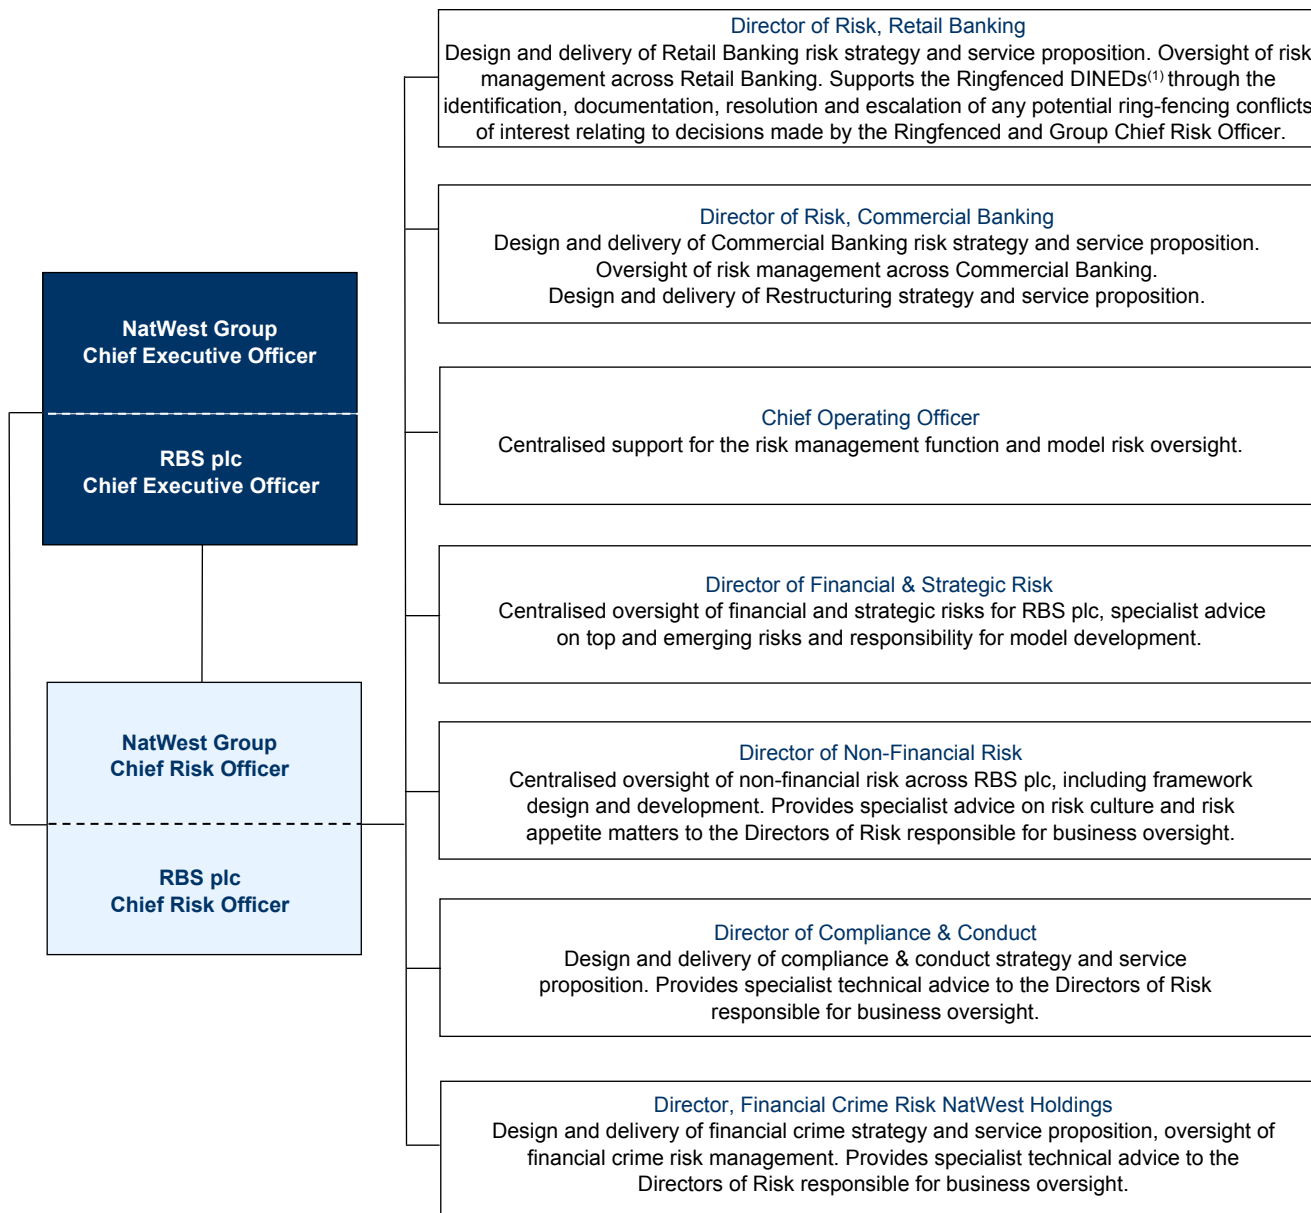 Director of Risk, Retail Banking
Design and delivery of Retail Banking risk strategy and service proposition. Oversight of risk
management across Retail Banking. Supports the Ringfenced DINEDs(1) through the
identification, documentation, resolution and escalation of any potential ring-fencing conflicts
of interest relating to decisions made by the Ringfenced and Group Chief Risk Officer.
Director of Risk, Commercial Banking
Design and delivery of Commercial Banking risk strategy and service proposition.
Oversight of risk management across Commercial Banking.
Design and delivery of Restructuring strategy and service proposition.
NatWest Group
Chief Executive Officer
RBS plc
Chief Executive Officer
Chief Operating Officer
Centralised support for the risk management function and model risk oversight.
Director of Financial & Strategic Risk
Centralised oversight of financial and strategic risks for RBS plc, specialist advice
on top and emerging risks and responsibility for model development.
NatWest Group
Chief Risk Officer
RBS plc
Chief Risk Officer
Director of Non-Financial Risk
Centralised oversight of non-financial risk across RBS plc, including framework
design and development. Provides specialist advice on risk culture and risk
appetite matters to the Directors of Risk responsible for business oversight.
Director of Compliance & Conduct
Design and delivery of compliance & conduct strategy and service
proposition. Provides specialist technical advice to the Directors of Risk
responsible for business oversight.
Director, Financial Crime Risk NatWest Holdings
Design and delivery of financial crime strategy and service proposition, oversight of
financial crime risk management. Provides specialist technical advice to the
Directors of Risk responsible for business oversight.